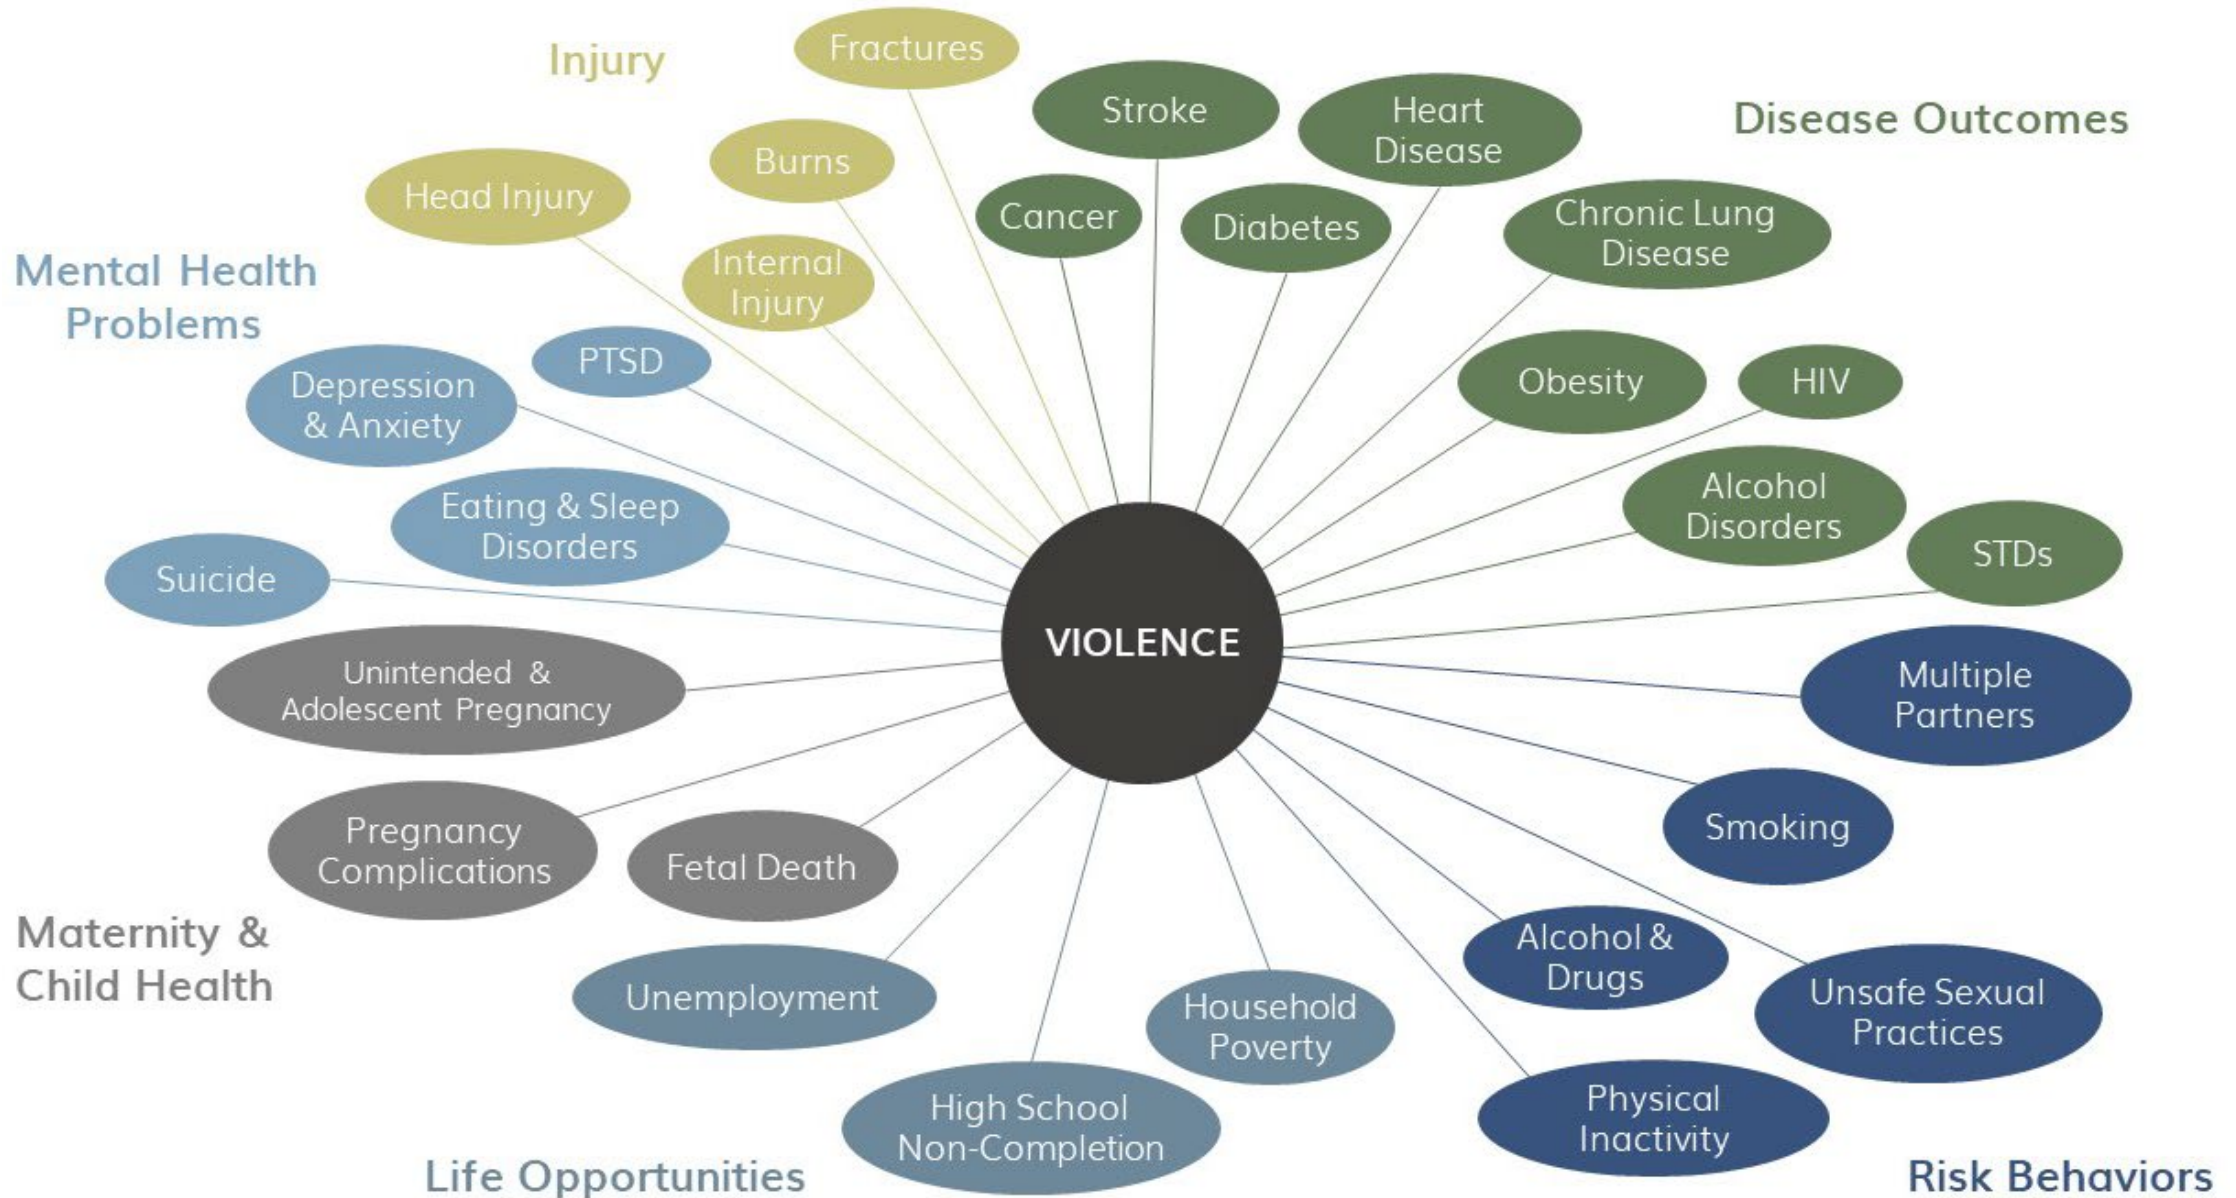 Injury
Fractures
Burns
Head Injury
Internal
Injury
Disease Outcomes
Stroke
Heart
Disease
Cancer
Diabetes
Chronic Lung
Disease
Obesity
HIV
Alcohol
Disorders
STDs
Mental Health
Problems
PTSD
Depression
& Anxiety
Eating & Sleep
Disorders
Suicide
VIOLENCE
Unintended &
Adolescent Pregnancy
Pregnancy
Complications
Fetal Death
Maternity &
Child Health
Unemployment
Household
Poverty
High School
Non-Completion
Life Opportunities
Multiple
Partners
Smoking
Alcohol &
Drugs
Unsafe Sexual
Practices
Physical
Inactivity
Risk Behaviors